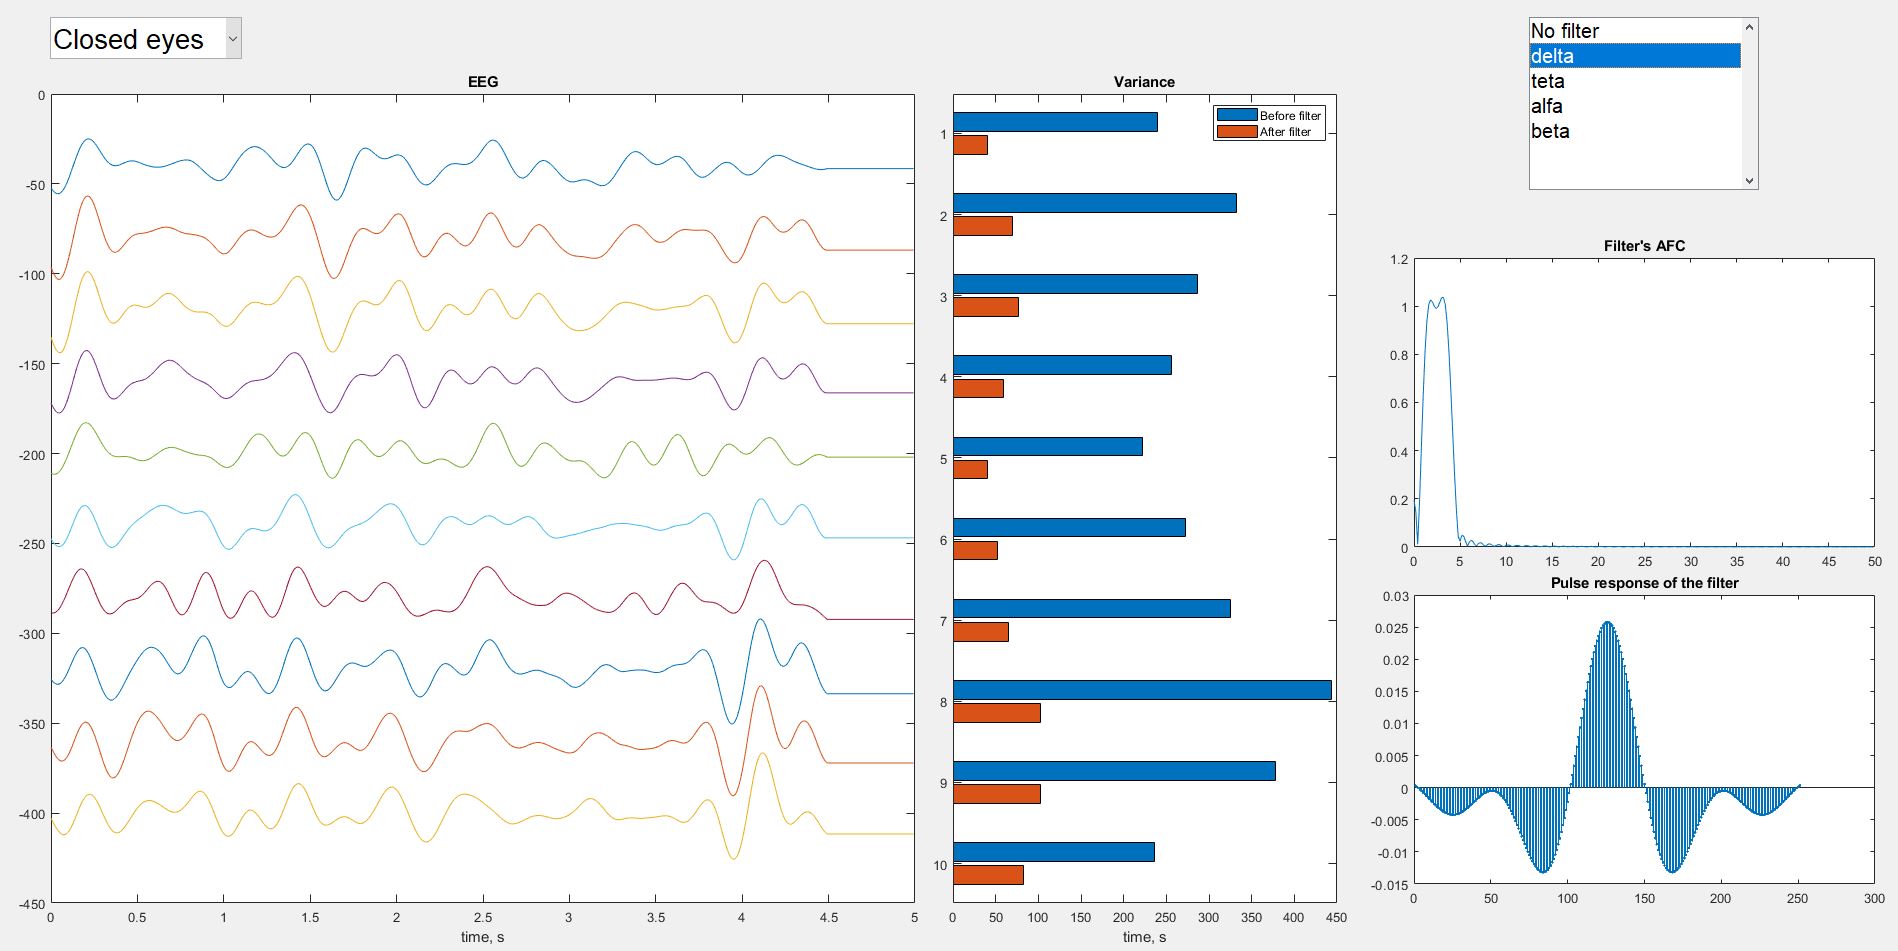 Closed eyes
No filter
delta
teta
alfa
beta
EEG
0
-50
-100
-150
-200
-250
-300
-350
-400
-450
0 0.5 1 1.5 2 2.5 3 3.5 4 4.5 5
time, s
Variance
Before filter
After filter
1
2
3
4
5
6
7
8
9
10
0 50 100 150 200 250 300 350 400 450
time, s
Filter's AFC
1.2
1
0.8
0.6
0.4
0.2
0
0 5 10 15 20 25 30 35 40 45 50
Pulse response of the filter
0.03
0.025
0.02
0.015
0.01
0.005
0
-0.005
-0.01
-0.015
0 50 100 150 200 250 300